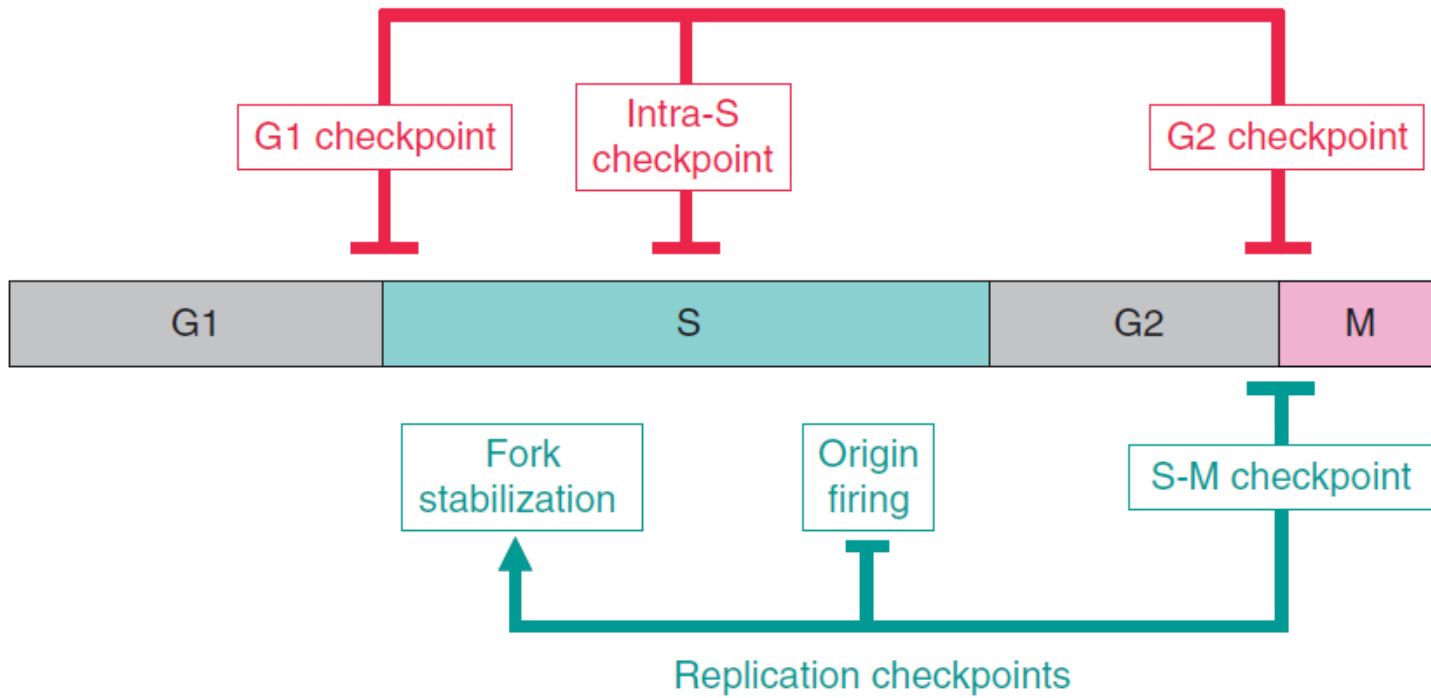 G1 checkpoint
Intra-S
checkpoint
G2 checkpoint
G1
S
G2
M
Fork
stabilization
Origin
firing
S-M checkpoint
Replication checkpoints